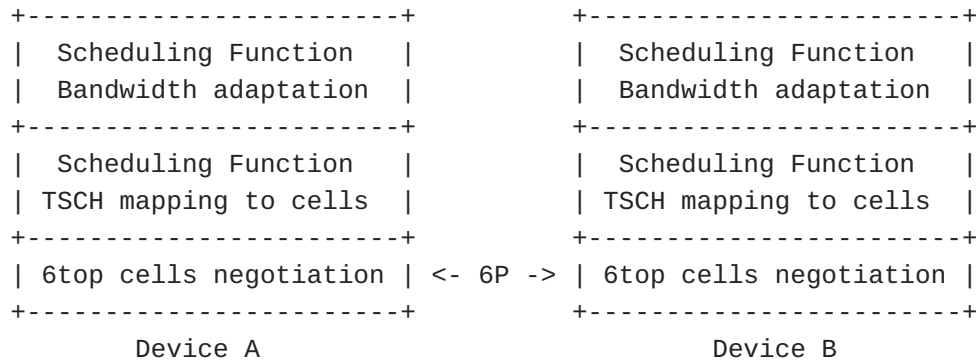 +------------------------+          +------------------------+
|  Scheduling Function   |          |  Scheduling Function   |
|  Bandwidth adaptation  |          |  Bandwidth adaptation  |
+------------------------+          +------------------------+
|  Scheduling Function   |          |  Scheduling Function   |
| TSCH mapping to cells  |          | TSCH mapping to cells  |
+------------------------+          +------------------------+
| 6top cells negotiation | <- 6P -> | 6top cells negotiation |
+------------------------+          +------------------------+
        Device A                             Device B